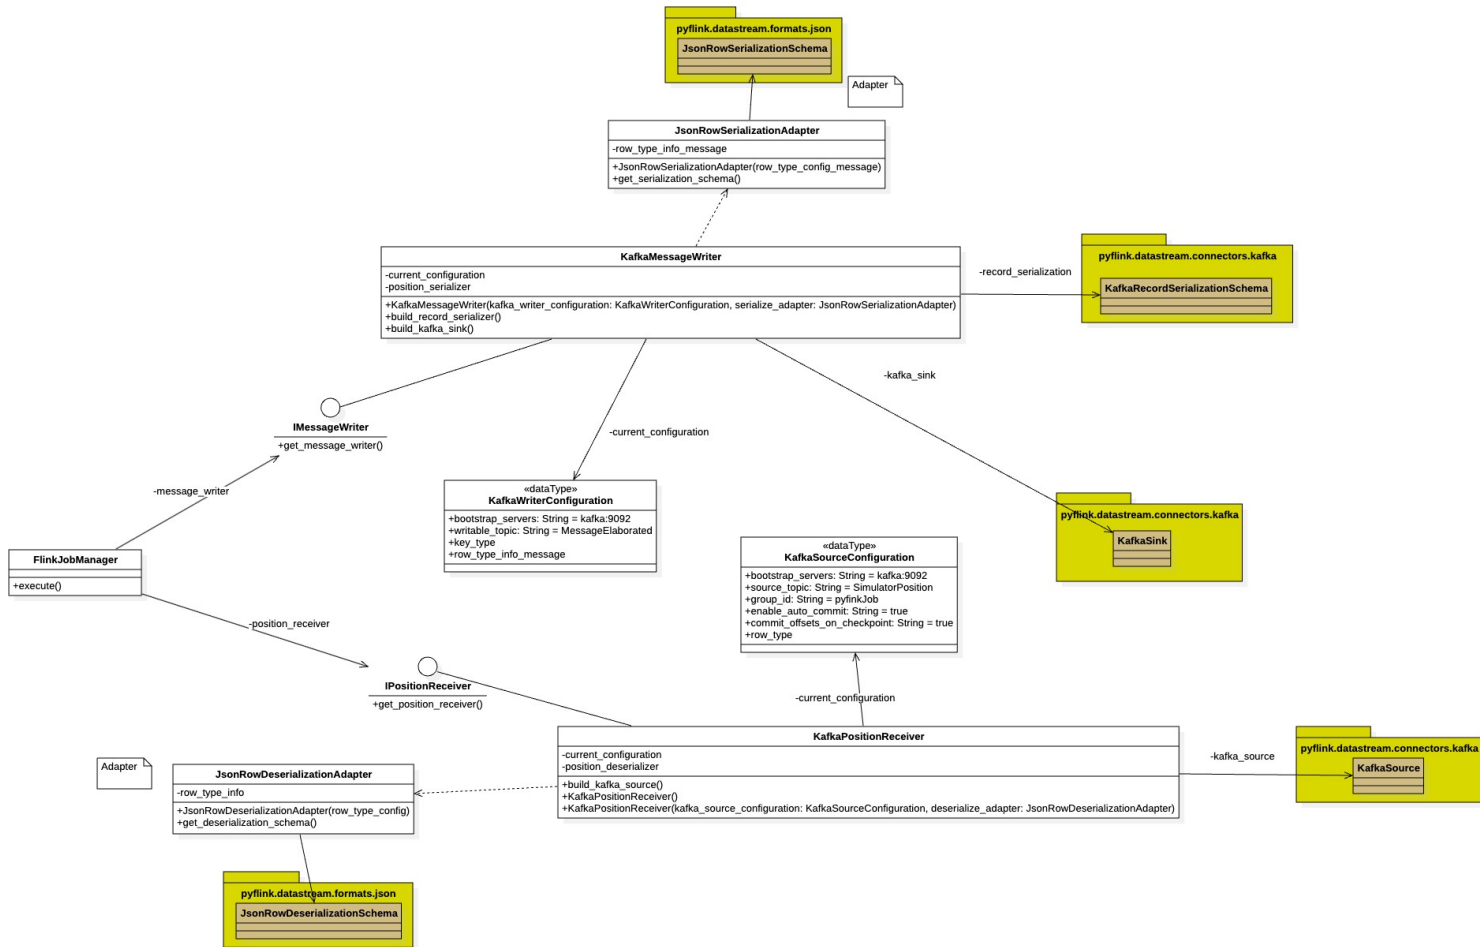 pyflink.datastream.formats.json
JsonRowSerializationSchema
Adapter
JsonRowSerializationAdapter
-row_type_info_message
+JsonRowSerializationAdapter(row_type_config_message)
+get_serialization_schema()
KafkaMessageWriter
-current_configuration
-position_serializer
+KafkaMessageWriter(kafka_writer_configuration: KafkaWriterConfiguration, serialize_adapter: JsonRowSerializationAdapter)
+build_record_serializer()
+build_kafka_sink()
-record_serialization
pyflink.datastream.connectors.kafka
KafkaRecordSerializationSchema
-kafka_sink
IMessageWriter
+get_message_writer()
-current_configuration
-message_writer
«dataType»
KafkaWriterConfiguration
+bootstrap_servers: String = kafka:9092
+writable_topic: String = MessageElaborated
+key_type
+row_type_info_message
pyflink.datastream.connectors.kafka
KafkaSink
FlinkJobManager
+execute()
«dataType»
KafkaSourceConfiguration
+bootstrap_servers: String = kafka:9092
+source_topic: String = SimulatorPosition
+group_id: String = pyfinkJob
+enable_auto_commit: String = true
+commit_offsets_on_checkpoint: String = true
+row_type
-position_receiver
IPositionReceiver
+get_position_receiver()
-current_configuration
KafkaPositionReceiver
-current_configuration
-position_deserializer
+build_kafka_source()
+KafkaPositionReceiver()
+KafkaPositionReceiver(kafka_source_configuration: KafkaSourceConfiguration, deserialize_adapter: JsonRowDeserializationAdapter)
-kafka_source
pyflink.datastream.connectors.kafka
KafkaSource
Adapter
JsonRowDeserializationAdapter
-row_type_info
+JsonRowDeserializationAdapter(row_type_config)
+get_deserialization_schema()
pyflink.datastream.formats.json
JsonRowDeserializationSchema